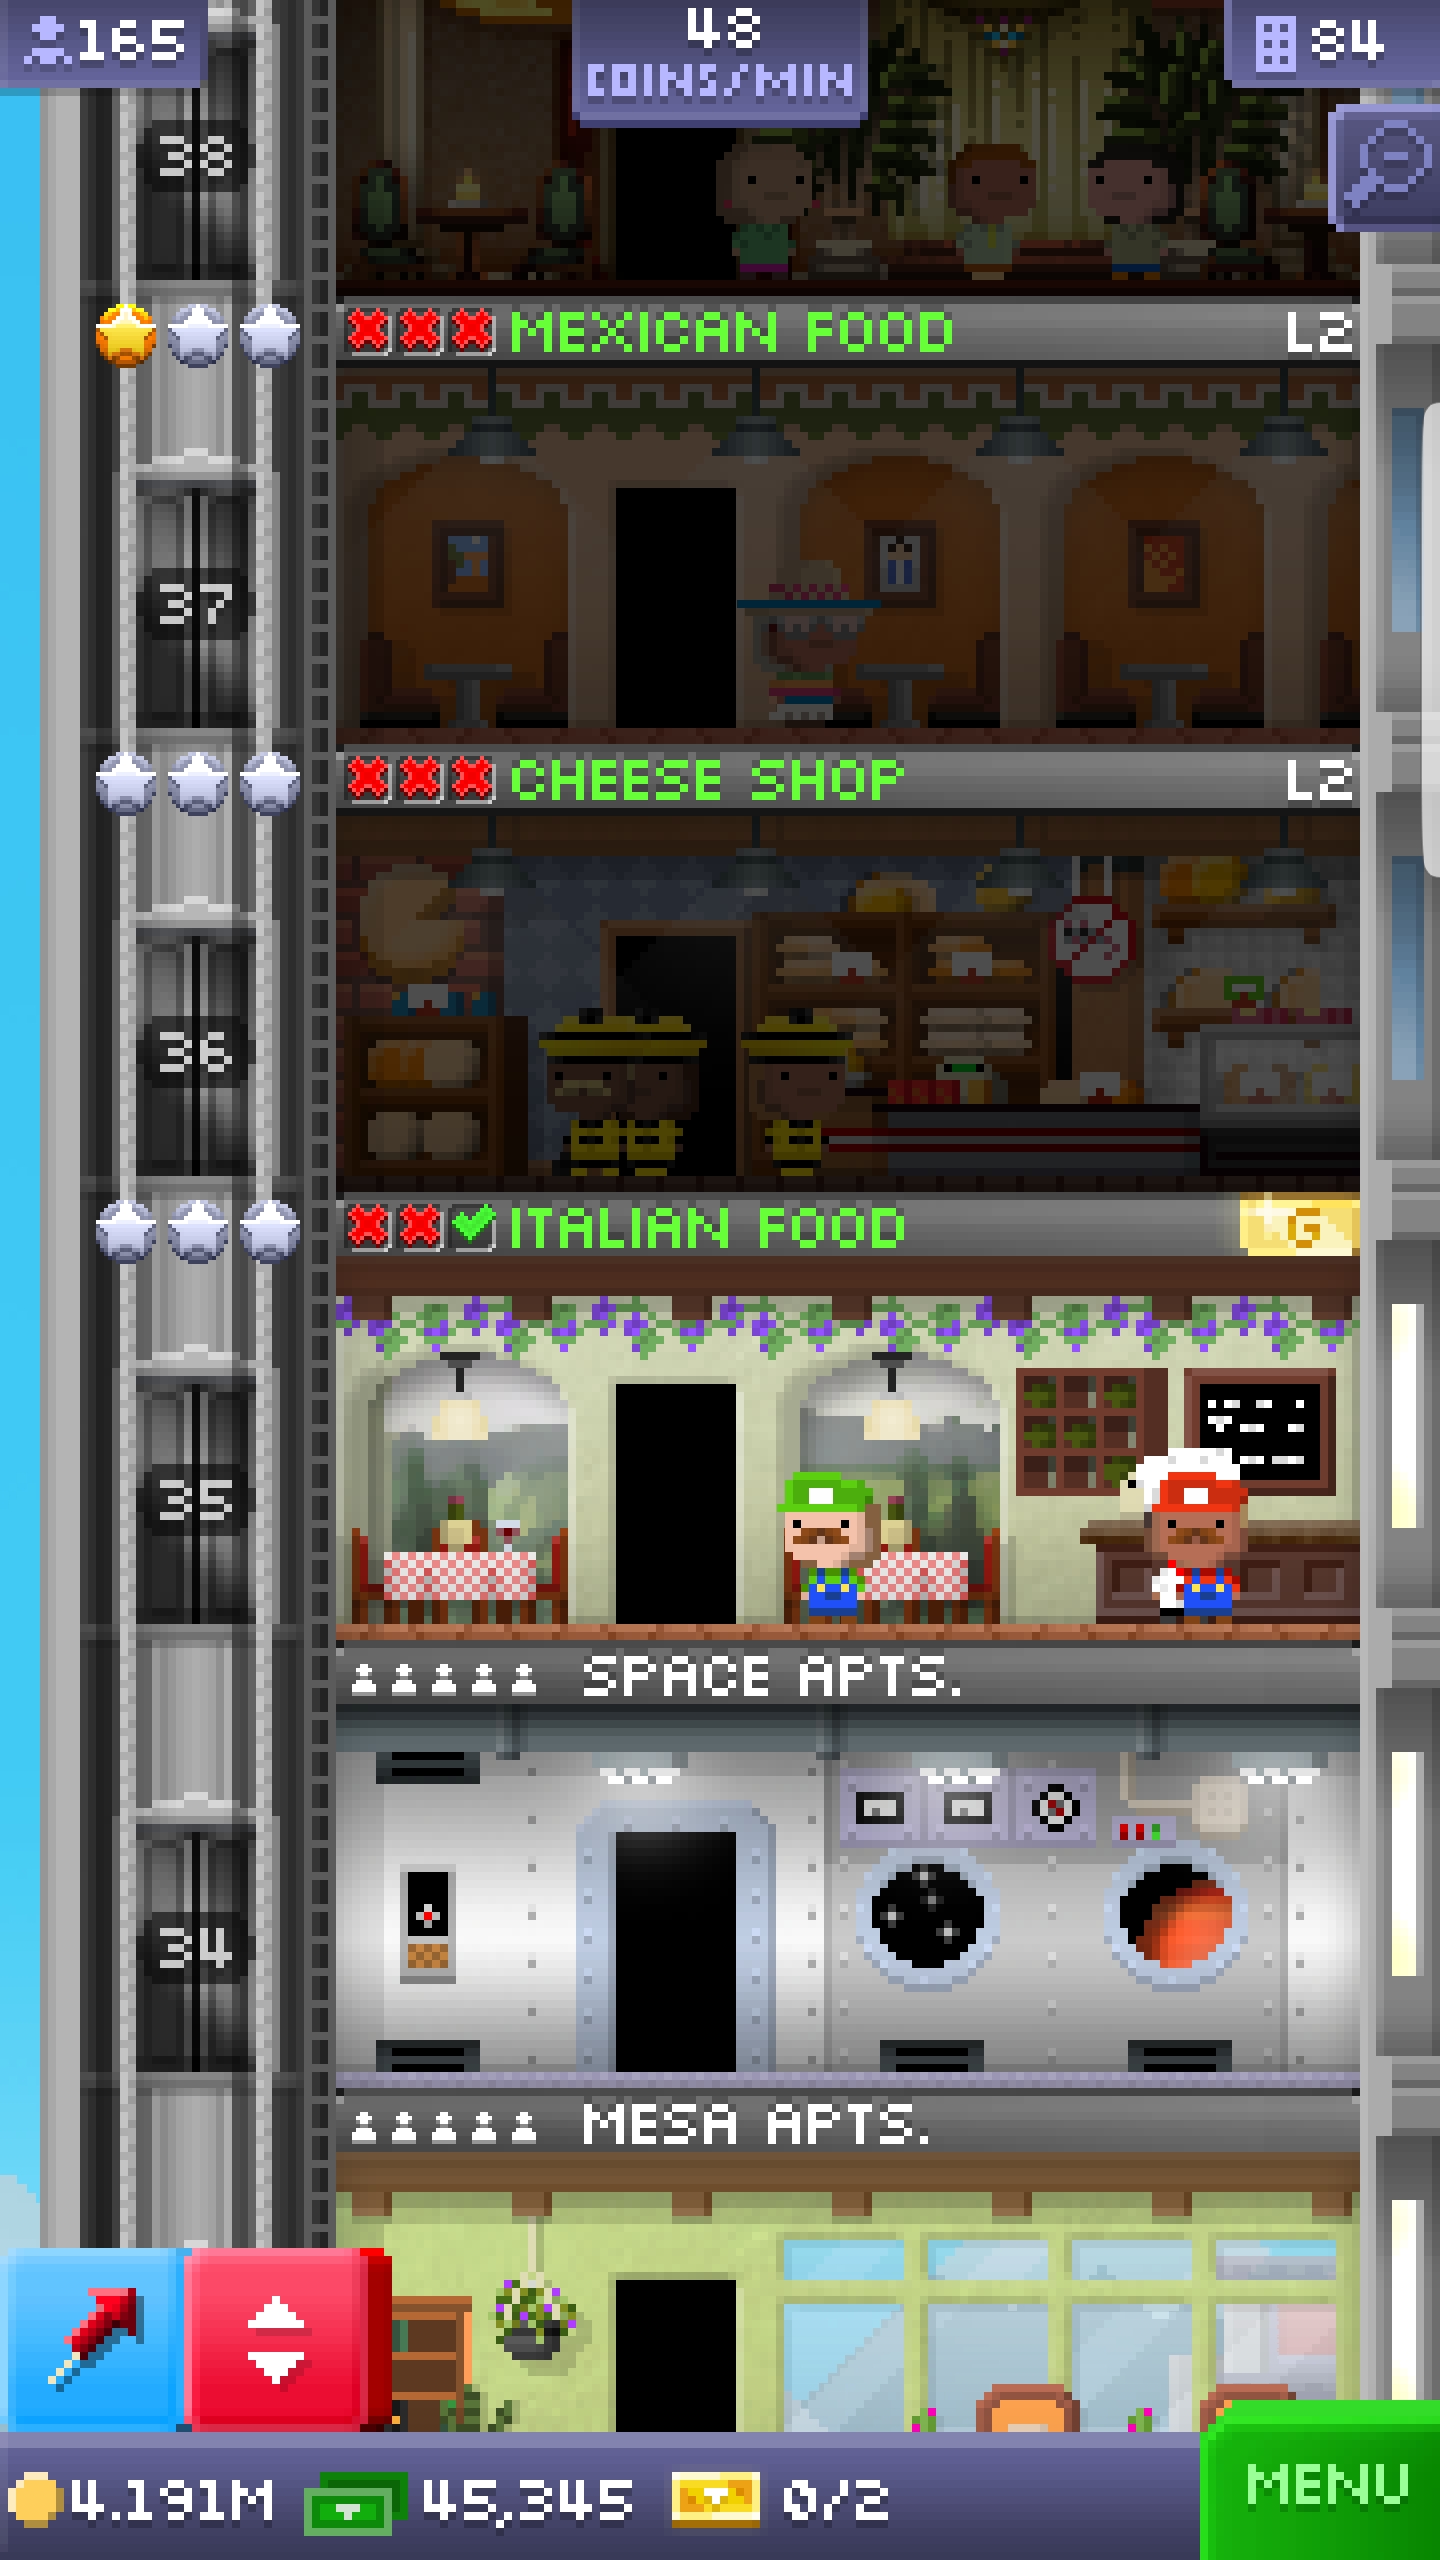 165
48
COINS/MIN
84
38
MEXICAN FOOD L2
37
CHEESE SHOP L2
36
ITALIAN FOOD G
35
SPACE APTS.
34
MESA APTS.
4.191M 45,345 0/2
MENU